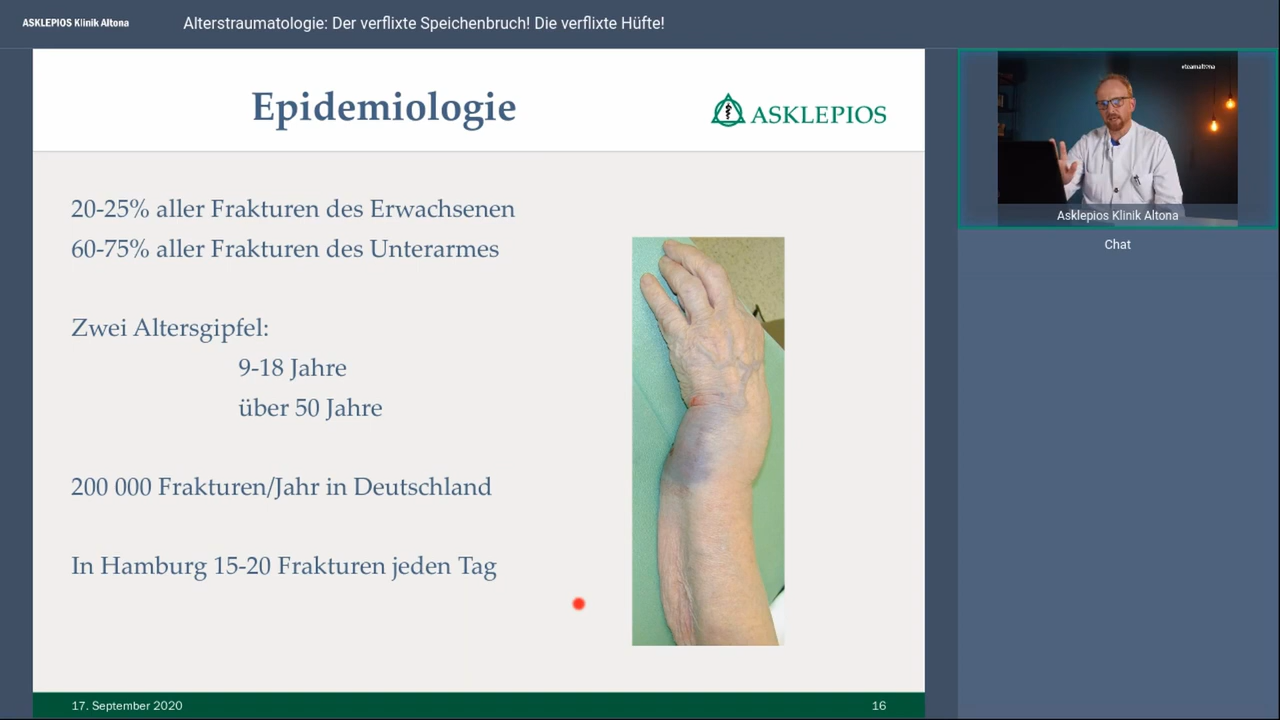 ASKLEPIOS Klinik Altona
Alterstraumatologie: Der verflixte Speichenbruch! Die verflixte Hüfte!
Epidemiologie
ASKLEPIOS
20-25% aller Frakturen des Erwachsenen
60-75% aller Frakturen des Unterarmes
Zwei Altersgipfel:
9-18 Jahre
über 50 Jahre
200 000 Frakturen/Jahr in Deutschland
In Hamburg 15-20 Frakturen jeden Tag
17. September 2020
16
#teamaltona
Asklepios Klinik Altona
Chat